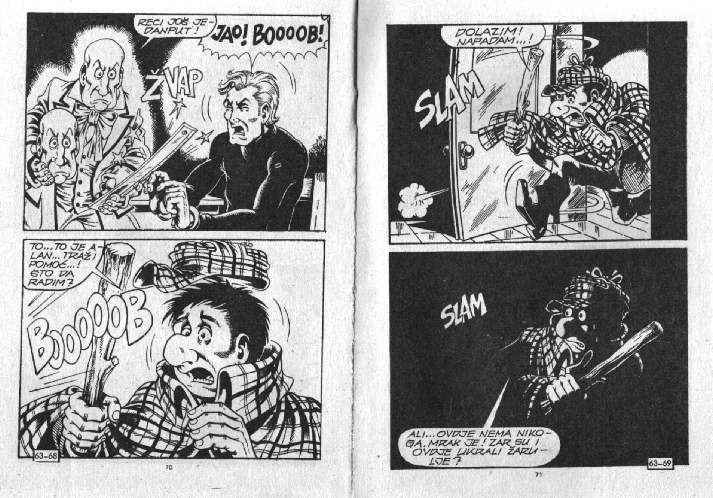 RECI JOŠ JE-
DANPUT!
JAO! BOOOOB!
ŽVAP
TO...TO JE A-
LAN...TRAŽI
POMOĆ...!
ŠTO DA
RADIM?
BOOOOOB
63-68
70
DOLAZIM!
NAPADAM...!
SLAM
SLAM
ALI...OVDJE NEMA NIKO-
GA. MRAK JE! ZAR SU I
OVDJE UKRALI ŽARU-
LJE?
63-69
71